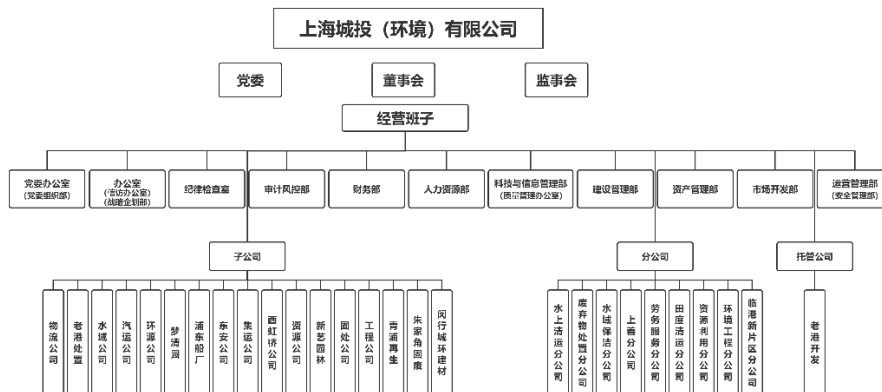 上海城投（环境）有限公司
党委
董事会
监事会
经营班子
党委办公室
(党委组织部)
办公室
(信访办公室)
(战略企划部)
纪律检查室
审计风控部
财务部
人力资源部
科技与信息管理部
(质量管理办公室)
建设管理部
资产管理部
市场开发部
运营管理部
(安全管理部)
子公司
分公司
托管公司
物流公司
老港处置
水域公司
汽运公司
环源公司
梦清园
浦东船厂
东安公司
集运公司
西虹桥公司
资源公司
新艺园林
固处公司
工程公司
青浦再生
朱家角固废
闵行城环建材
水上清运分公司
废弃物处置分公司
水域保洁分公司
上善分公司
劳务服务分公司
田度清运分公司
资源利用分公司
环境工程分公司
临港新片区分公司
老港开发